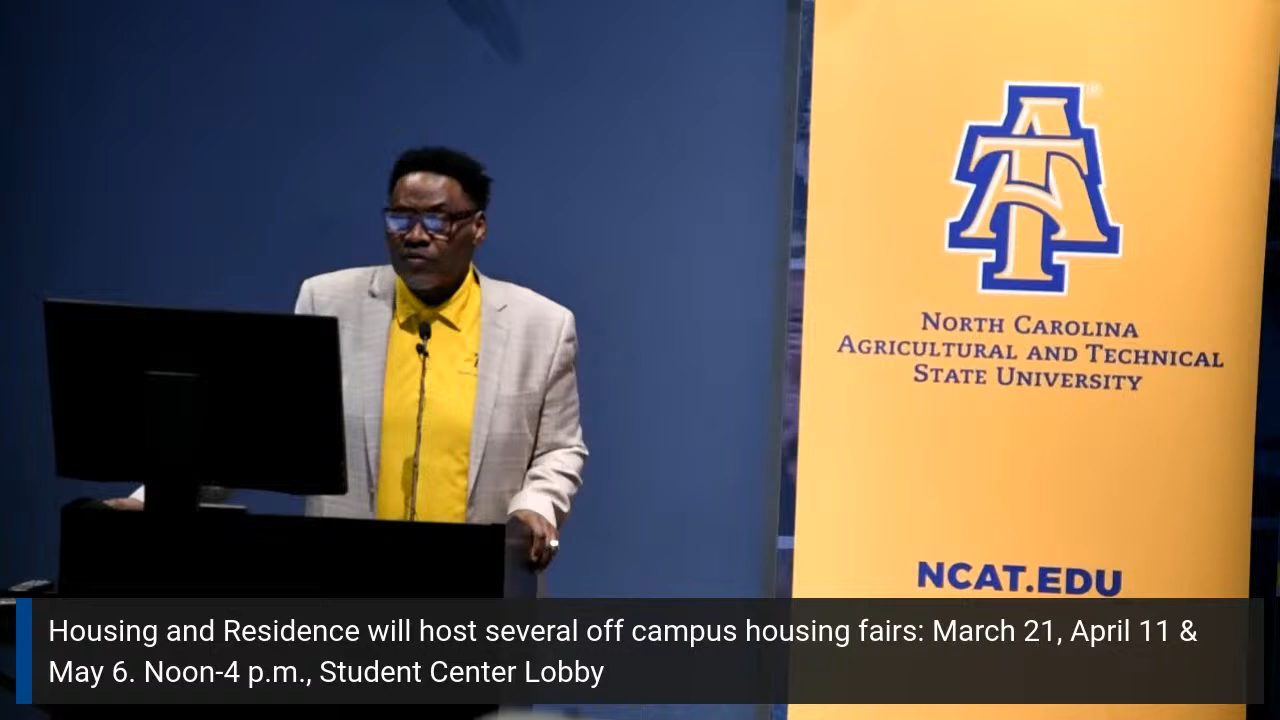 AT
®
NORTH CAROLINA
AGRICULTURAL AND TECHNICAL
STATE UNIVERSITY
NCAT.EDU
Housing and Residence will host several off campus housing fairs: March 21, April 11 &
May 6. Noon-4 p.m., Student Center Lobby